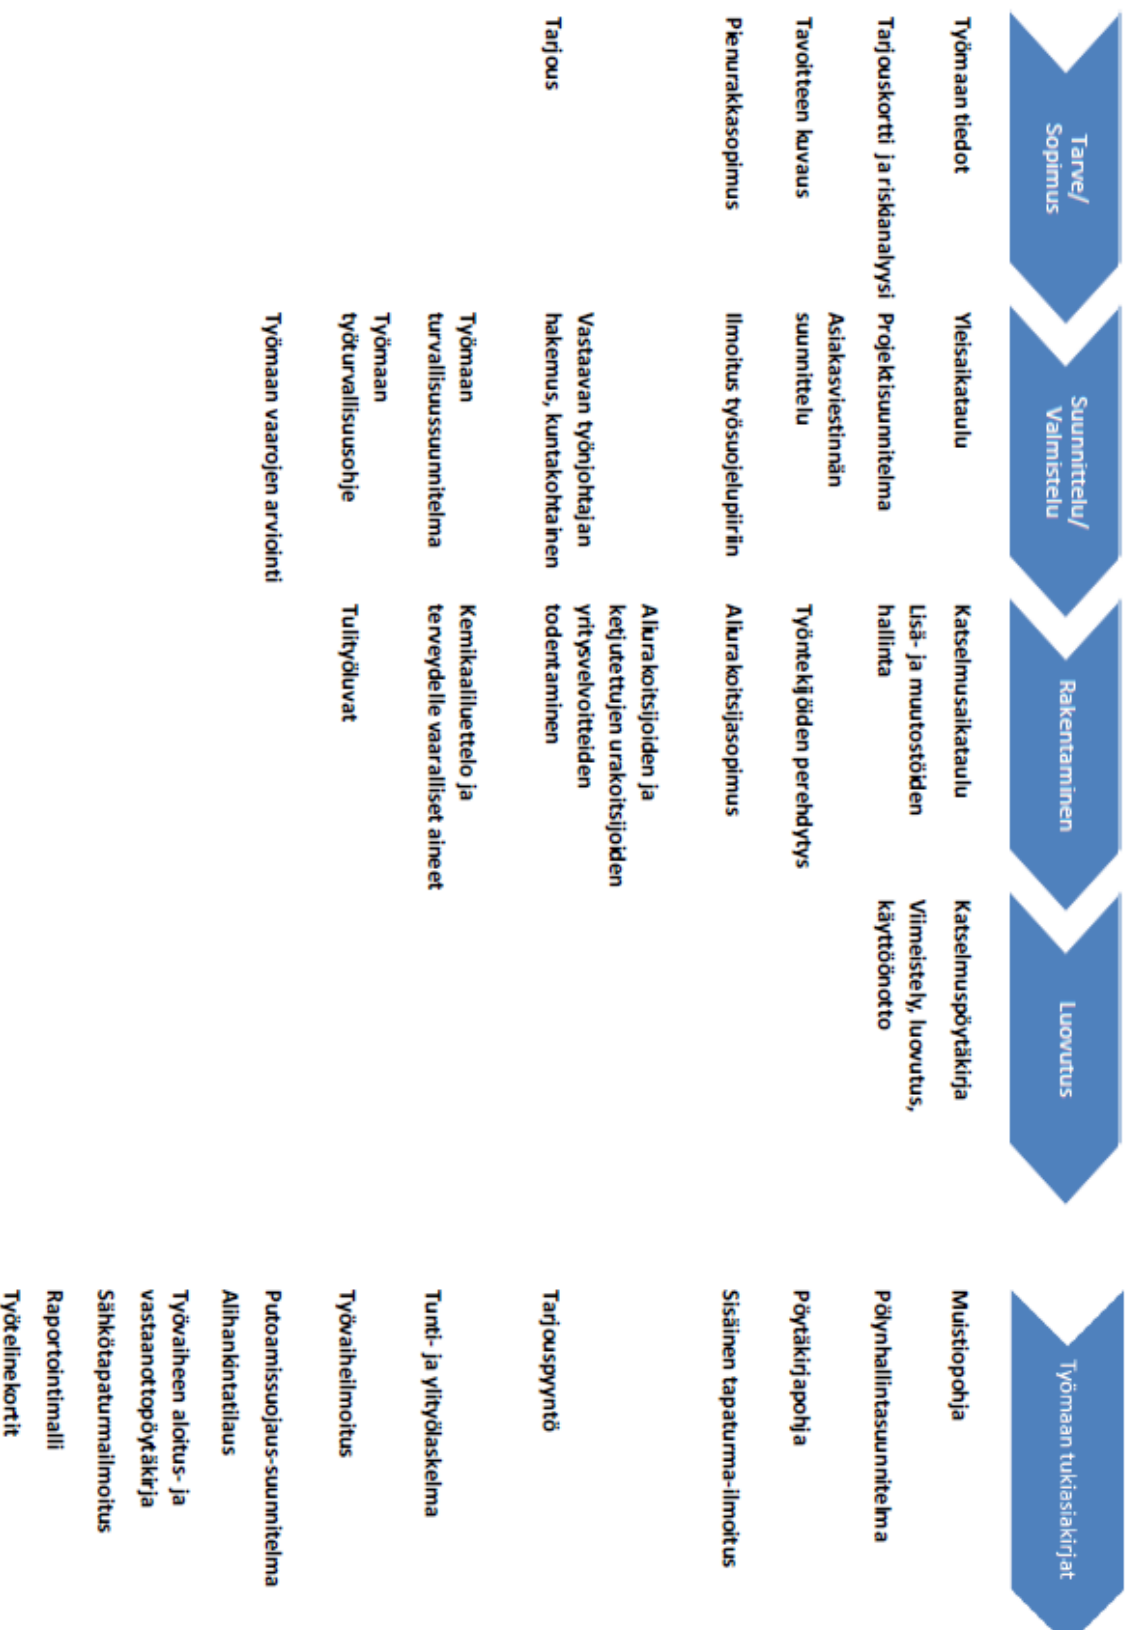 Tarve/
Sopimus
Suunnittelu/
Valmistelu
Rakentaminen
Luovutus
Työmaan tukiasiakirjat
Työmaan tiedot
Tarjouskortti ja riskianalyysi
Tavoitteen kuvaus
Pienurakkasopimus
Tarjous
Yleisaikataulu
Projektisuunnitelma
Asiakasviestinnän
suunnittelu
Ilmoitus työsuojelupiiriin
Vastaavan työnjohtajan
hakemus, kuntakohtainen
Työmaan
turvallisuussuunnitelma
Työmaan
työturvallisuusohje
Työmaan vaarojen arviointi
Katselmusaikataulu
Lisä- ja muutostöiden
hallinta
Työntekijöiden perehdytys
Aliurakoitsijasopimus
Aliurakoitsijoiden ja
ketjutettujen urakoitsijoiden
yritysvelvoitteiden
todentaminen
Kemikaaliluettelo ja
terveydelle vaaralliset aineet
Tulityöluvat
Katselmuspöytäkirja
Viimeistely, luovutus,
käyttöönotto
Muistiopohja
Pölynhallintasuunnitelma
Pöytäkirjapohja
Sisäinen tapaturma-ilmoitus
Tarjouspyyntö
Tunti- ja ylityölaskelma
Työvaiheilmoitus
Putoamissuojaus-suunnitelma
Alihankintatilaus
Työvaiheen aloitus- ja
vastaanottopöytäkirja
Sähkötapaturmailmoitus
Raportointimalli
Työtelinekortit